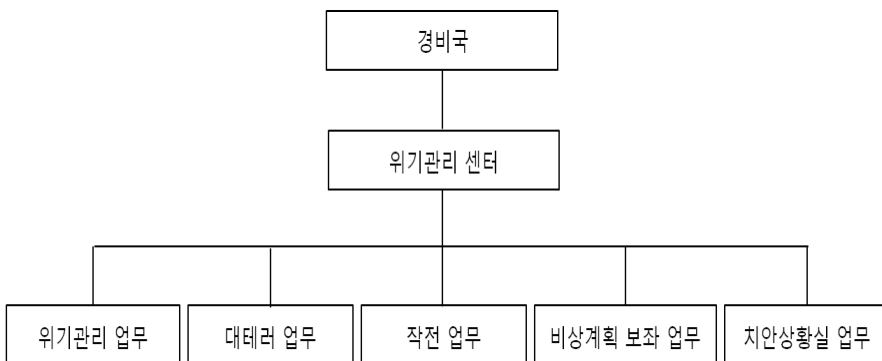 경비국
위기관리 센터
위기관리 업무
대테러 업무
작전 업무
비상계획 보좌 업무
치안상황실 업무